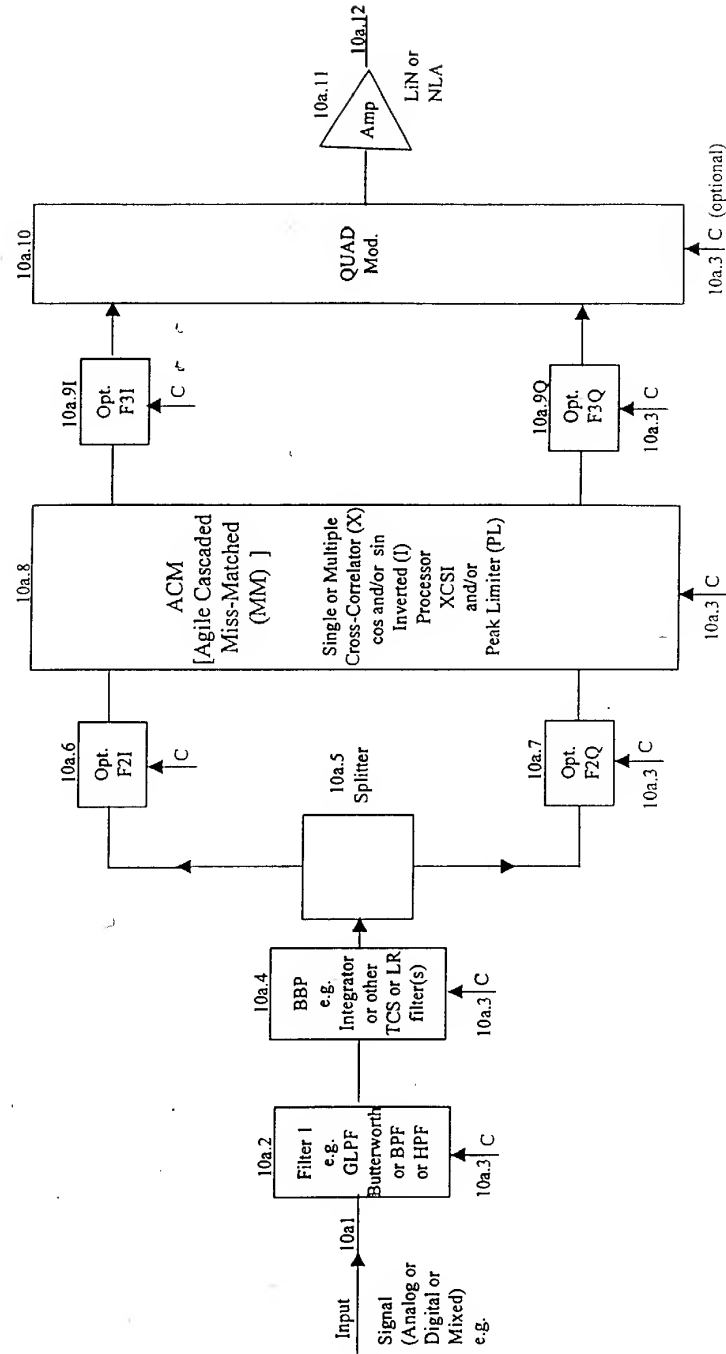 Input
10a1
Signal
(Analog or
Digital or
Mixed)
e.g.
10a.2
Filter 1
e.g.
GLPF
Butterworth
or BPF
or HPF
10a.3 C
10a.4
BBP
e.g.
Integrator
or other
TCS or LR
filter(s)
10a.3 C
10a.5
Splitter
10a.6
Opt.
F2I
C
10a.7
Opt.
F2Q
10a.3 C
10a.8
ACM
[Agile Cascaded
Miss-Matched
(MM) ]
Single or Multiple
Cross-Correlator (X)
cos and/or sin
Inverted (I)
Processor
XCSI
and/or
Peak Limiter (PL)
10a.3 C
10a.9I
Opt.
F3I
C
10a.9Q
Opt.
F3Q
10a.3 C
10a.10
QUAD
Mod.
10a.3 C (optional)
10a.11
Amp
LiN or
NLA
10a.12